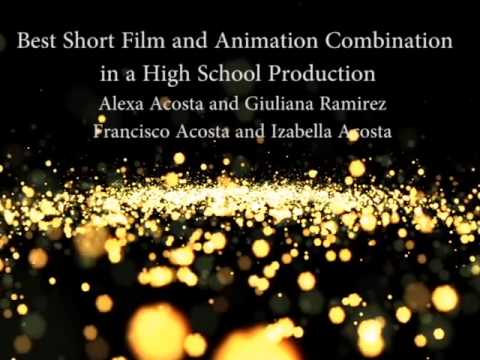 Best Short Film and Animation Combination
in a High School Production
Alexa Acosta and Giuliana Ramirez
Francisco Acosta and Izabella Acosta